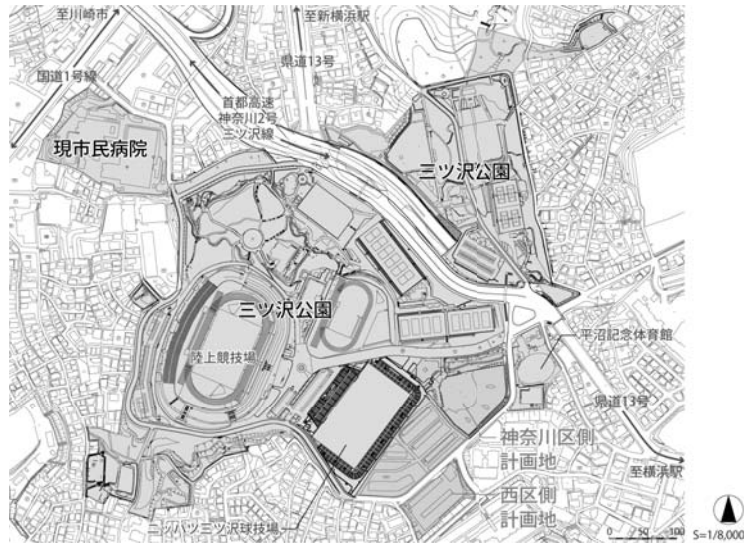 至川崎市
至新横浜駅
国道1号線
県道13号
首都高速
神奈川2号
三ツ沢線
現市民病院
三ツ沢公園
三ツ沢公園
陸上競技場
平沼記念体育館
県道13号
神奈川区側
計画地
至横浜駅
西区側
計画地
ニッパツ三ツ沢球技場
0 50 100
S=1/8,000